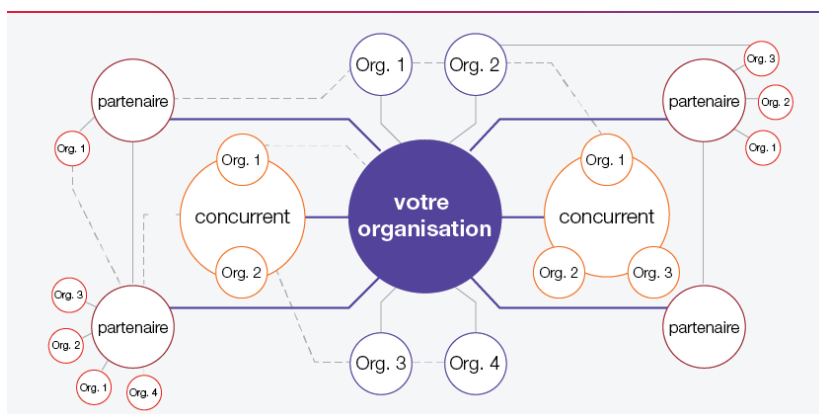 Org. 1
Org. 2
Org. 3
partenaire
partenaire
Org. 2
Org. 1
Org. 1
Org. 1
Org. 1
votre
organisation
concurrent
concurrent
Org. 2
Org. 2
Org. 3
Org. 3
partenaire
partenaire
Org. 2
Org. 3
Org. 4
Org. 1
Org. 4